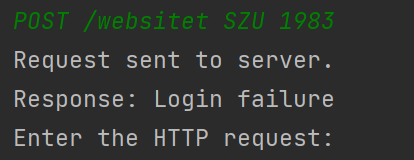 POST /websitet SZU 1983
Request sent to server.
Response: Login failure
Enter the HTTP request: